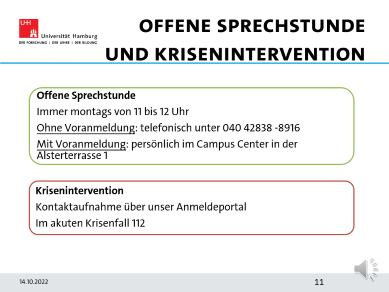 UHH
Universität Hamburg
DER FORSCHUNG | DER LEHRE | DER BILDUNG
OFFENE SPRECHSTUNDE
UND KRISENINTERVENTION
Offene Sprechstunde
Immer montags von 11 bis 12 Uhr
Ohne Voranmeldung: telefonisch unter 040 42838 -8916
Mit Voranmeldung: persönlich im Campus Center in der
Alsterterrasse 1
Krisenintervention
Kontaktaufnahme über unser Anmeldeportal
Im akuten Krisenfall 112
14.10.2022
11